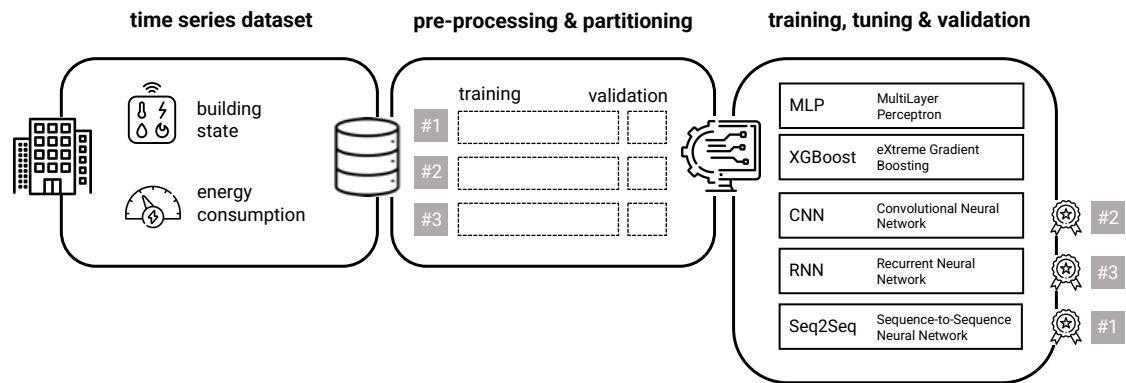 time series dataset
pre-processing & partitioning
training, tuning & validation
building
state
energy
consumption
training
validation
#1
#2
#3
MLP
MultiLayer
Perceptron
XGBoost
eXtreme Gradient
Boosting
CNN
Convolutional Neural
Network
#2
RNN
Recurrent Neural
Network
#3
Seq2Seq
Sequence-to-Sequence
Neural Network
#1